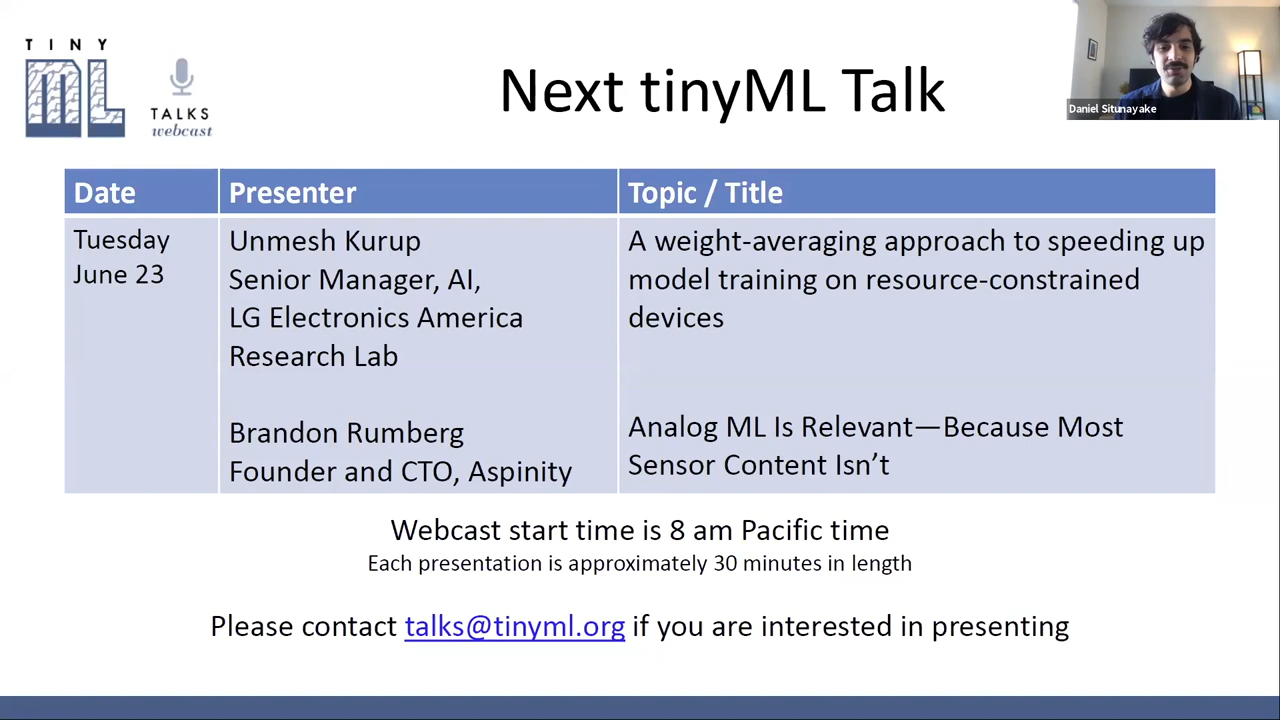 TINY
ML
TALKS
webcast
Next tinyML Talk
Daniel Situnayake
Date
Presenter
Topic / Title
Tuesday
June 23
Unmesh Kurup
Senior Manager, AI,
LG Electronics America
Research Lab
A weight-averaging approach to speeding up
model training on resource-constrained
devices
Brandon Rumberg
Founder and CTO, Aspinity
Analog ML Is Relevant—Because Most
Sensor Content Isn’t
Webcast start time is 8 am Pacific time
Each presentation is approximately 30 minutes in length
Please contact talks@tinyml.org if you are interested in presenting